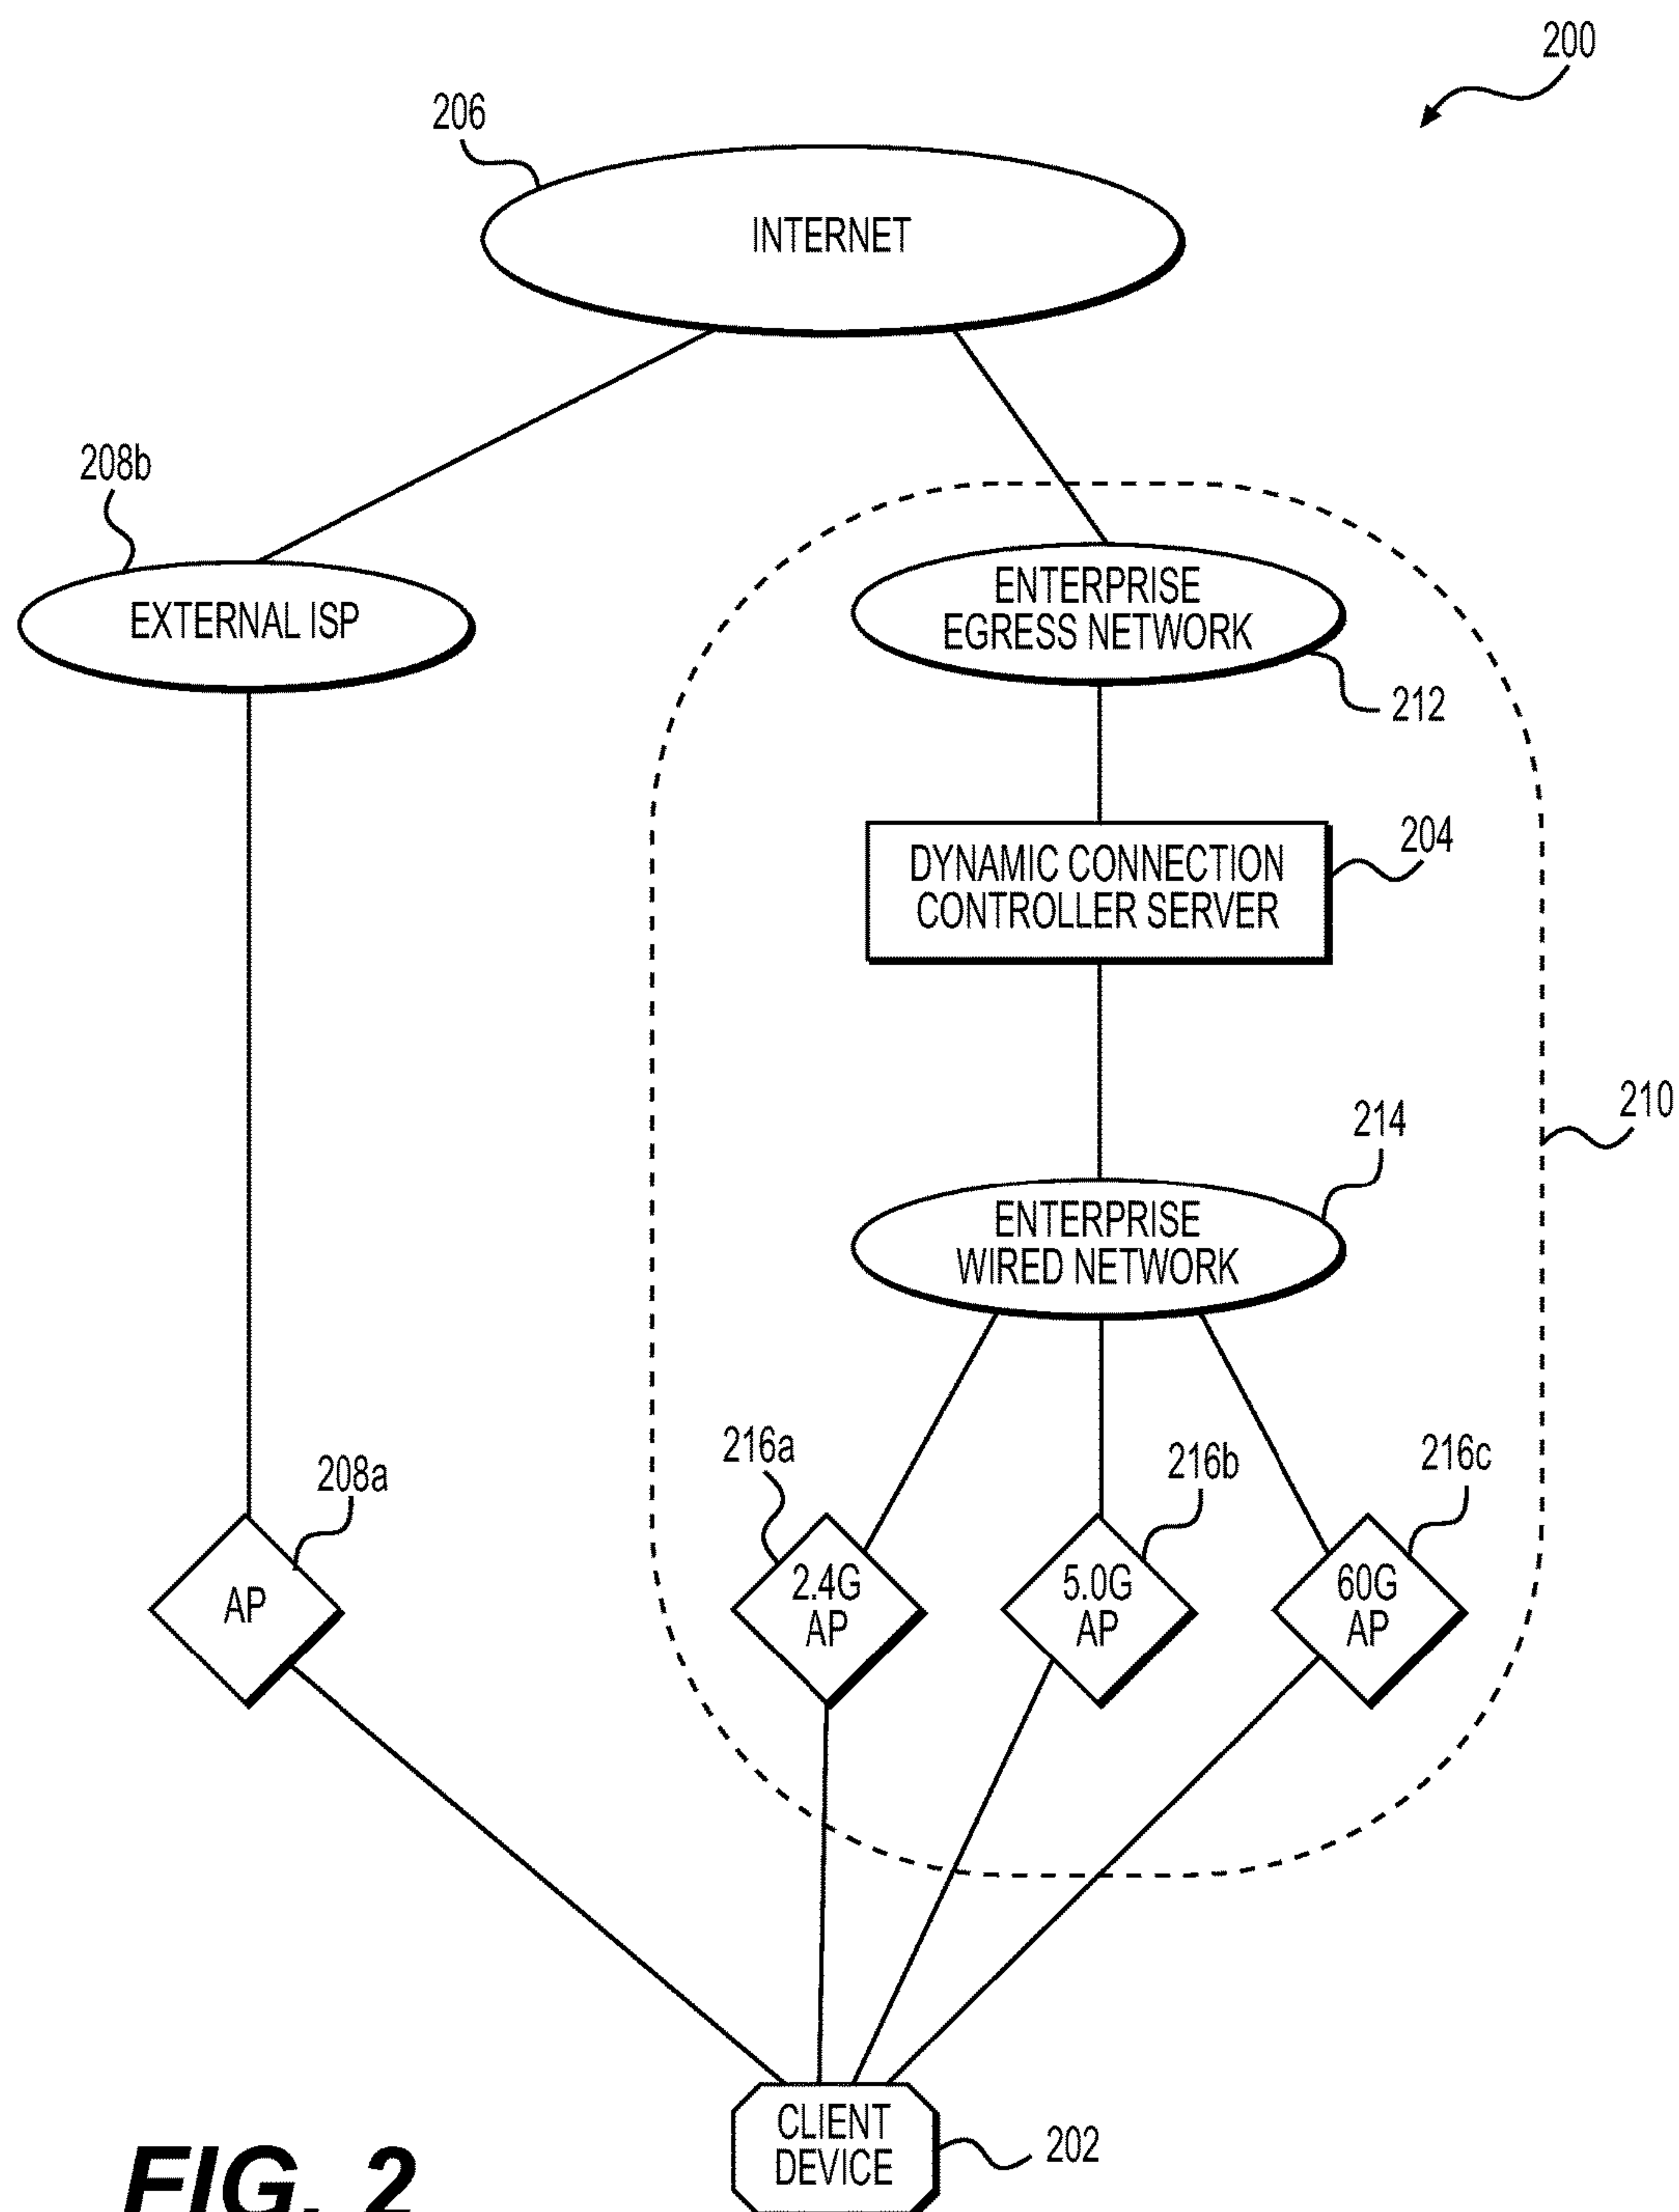 200
206
INTERNET
208b
EXTERNAL ISP
ENTERPRISE
EGRESS NETWORK
212
DYNAMIC CONNECTION
CONTROLLER SERVER
204
210
214
ENTERPRISE
WIRED NETWORK
208a
AP
216a
2.4G
AP
216b
5.0G
AP
216c
60G
AP
CLIENT
DEVICE
202
FIG. 2